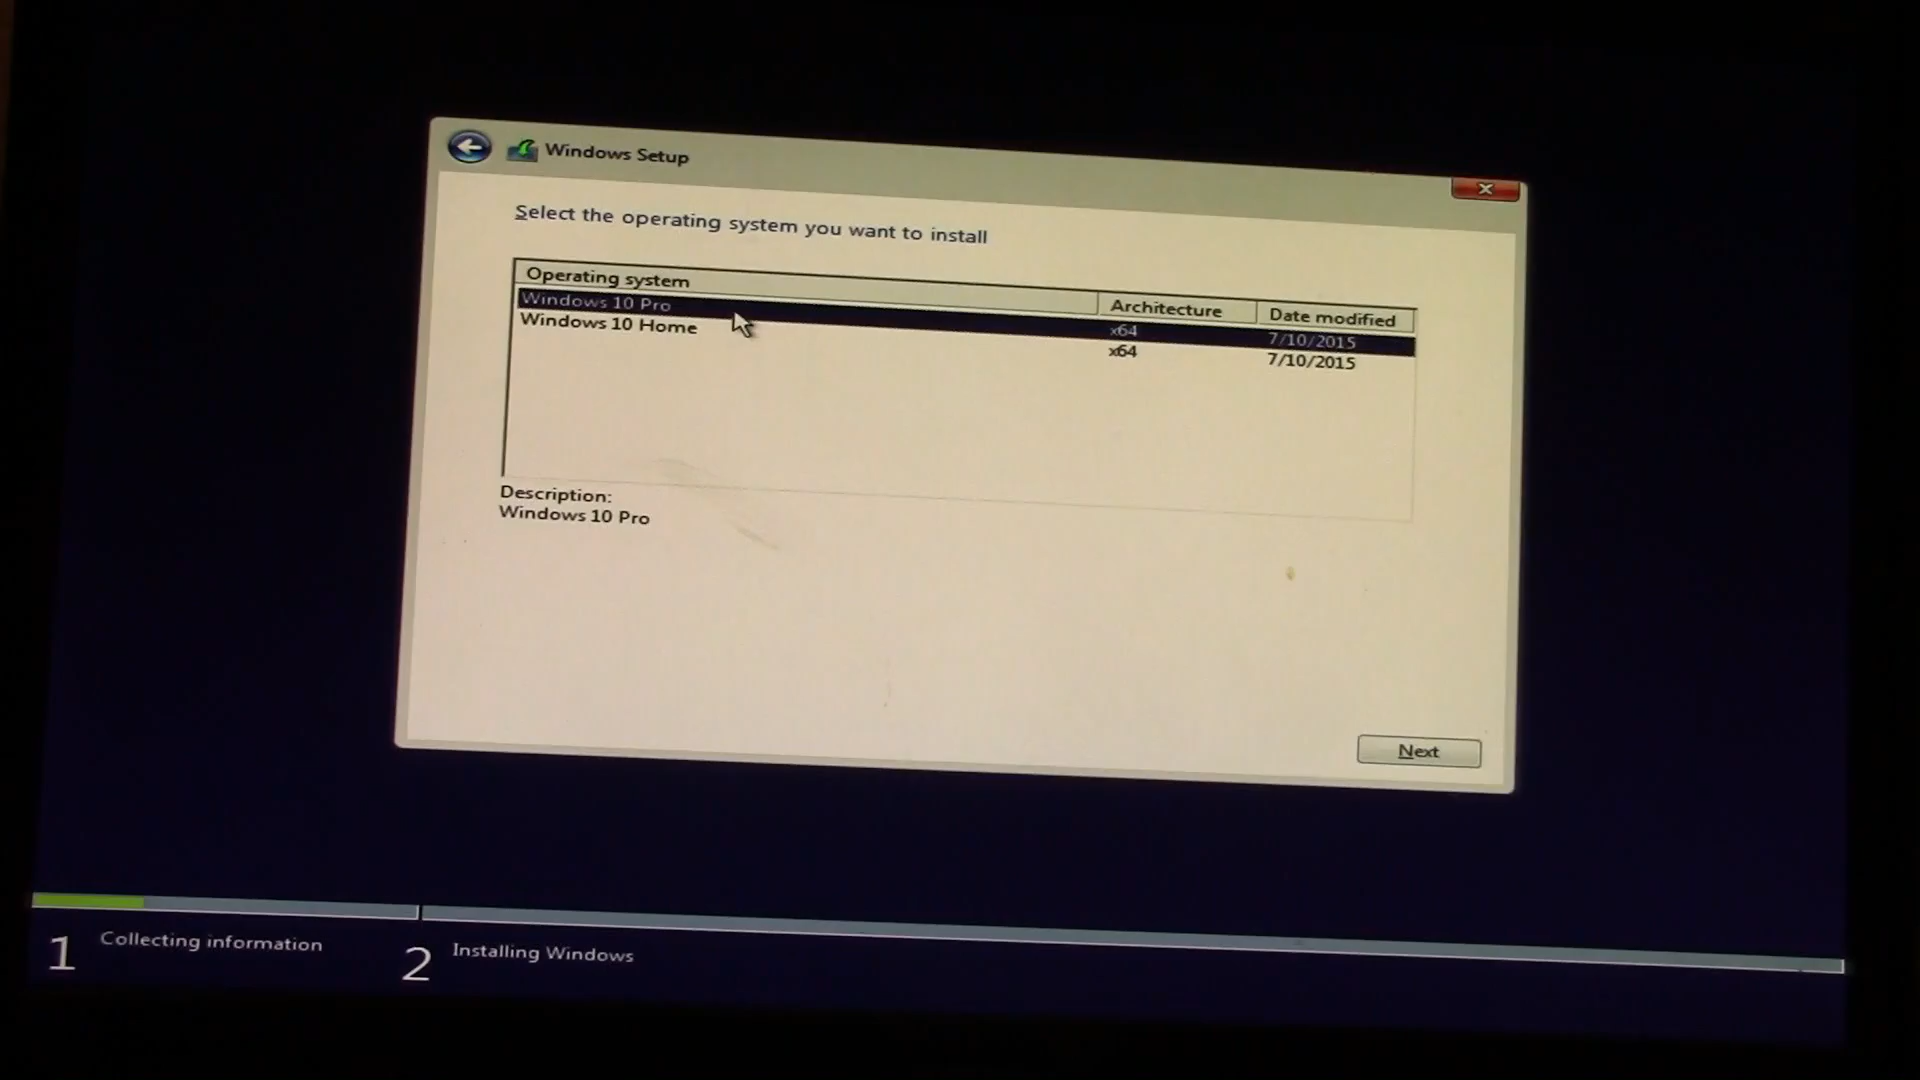 Windows Setup
Select the operating system you want to install
Operating system Architecture Date modified
Windows 10 Pro x64 7/10/2015
Windows 10 Home x64 7/10/2015
Description:
Windows 10 Pro
Next
1 Collecting information 2 Installing Windows